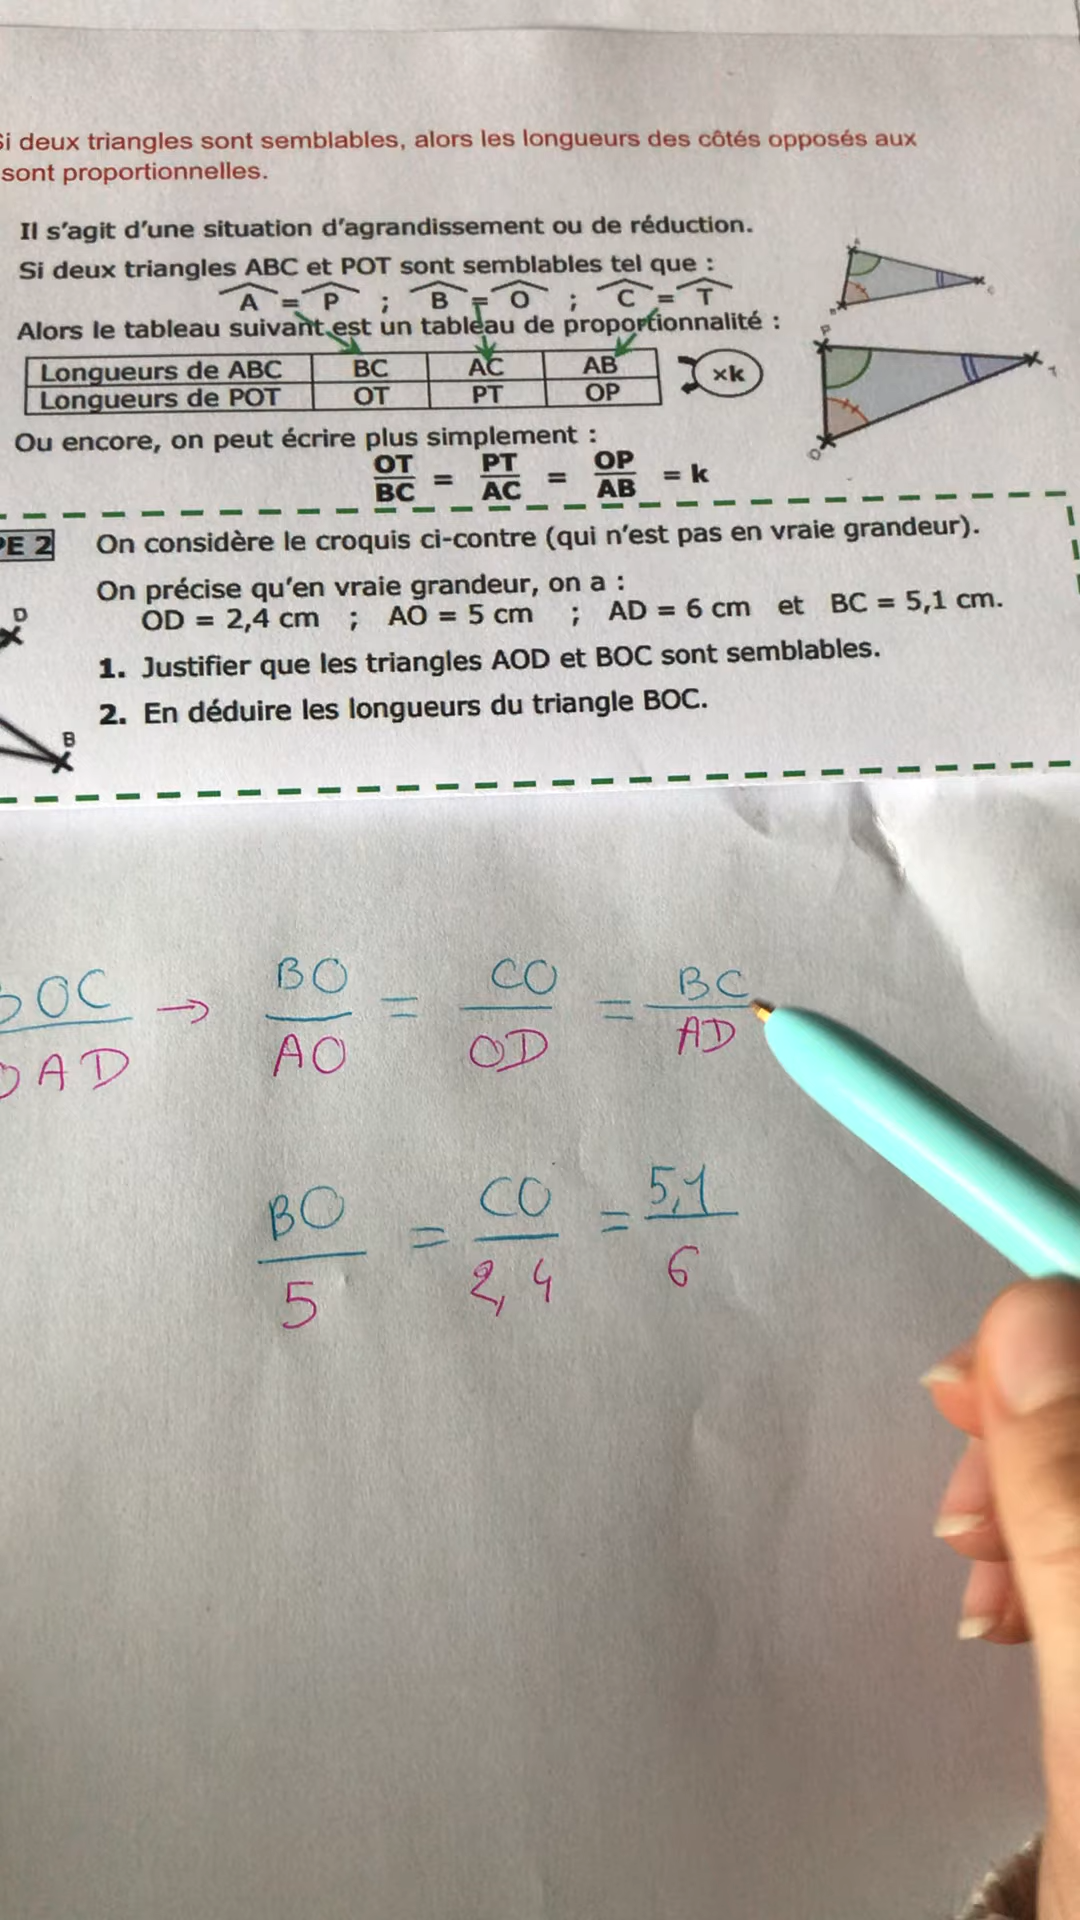 Si deux triangles sont semblables, alors les longueurs des côtés opposés aux
sont proportionnelles.
Il s'agit d'une situation d'agrandissement ou de réduction.
Si deux triangles ABC et POT sont semblables tel que :
A = P ; B = O ; C = T
Alors le tableau suivant est un tableau de proportionnalité :
Longueurs de ABC BC AC AB
Longueurs de POT OT PT OP
×k
Ou encore, on peut écrire plus simplement :
OT/BC = PT/AC = OP/AB = k
P
T
O
PE 2
On considère le croquis ci-contre (qui n'est pas en vraie grandeur).
On précise qu'en vraie grandeur, on a :
OD = 2,4 cm ; AO = 5 cm ; AD = 6 cm et BC = 5,1 cm.
1. Justifier que les triangles AOD et BOC sont semblables.
2. En déduire les longueurs du triangle BOC.
D
B
BOC/OAD → BO/AO = CO/OD = BC/AD
BO/5 = CO/2,4 = 5,1/6